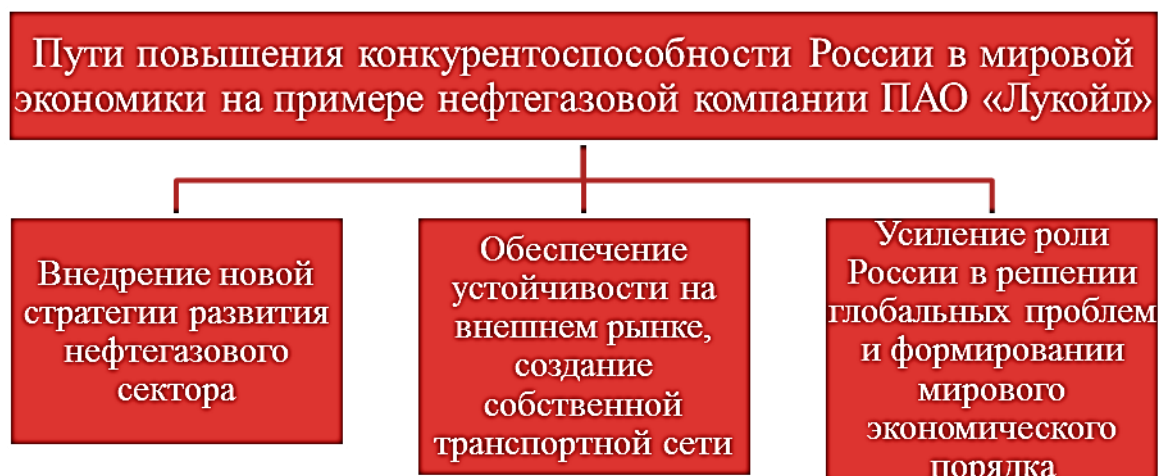 Пути повышения конкурентоспособности России в мировой
экономики на примере нефтегазовой компании ПАО «Лукойл»
Внедрение новой
стратегии развития
нефтегазового
сектора
Обеспечение
устойчивости на
внешнем рынке,
создание
собственной
транспортной сети
Усиление роли
России в решении
глобальных проблем
и формировании
мирового
экономического
порядка